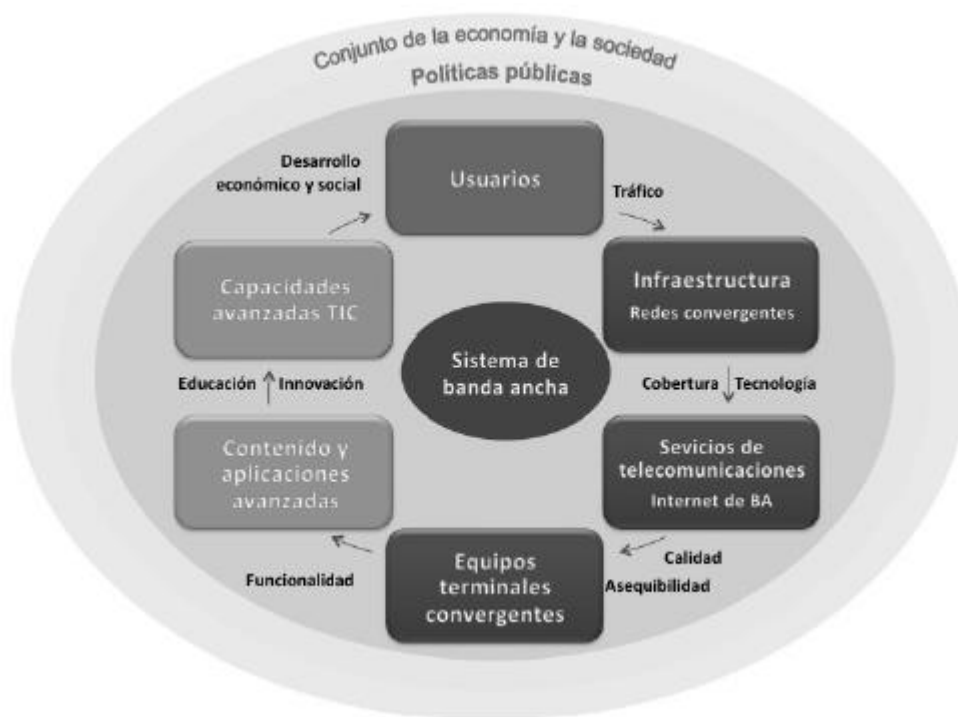 Conjunto de la economía y la sociedad
Políticas públicas
Desarrollo
económico y social
Usuarios
Tráfico
Capacidades
avanzadas TIC
Infraestructura
Redes convergentes
Sistema de
banda ancha
Educación
Innovación
Cobertura
Tecnología
Contenido y
aplicaciones
avanzadas
Sevicios de
telecomunicaciones
Internet de BA
Funcionalidad
Equipos
terminales
convergentes
Calidad
Asequibilidad